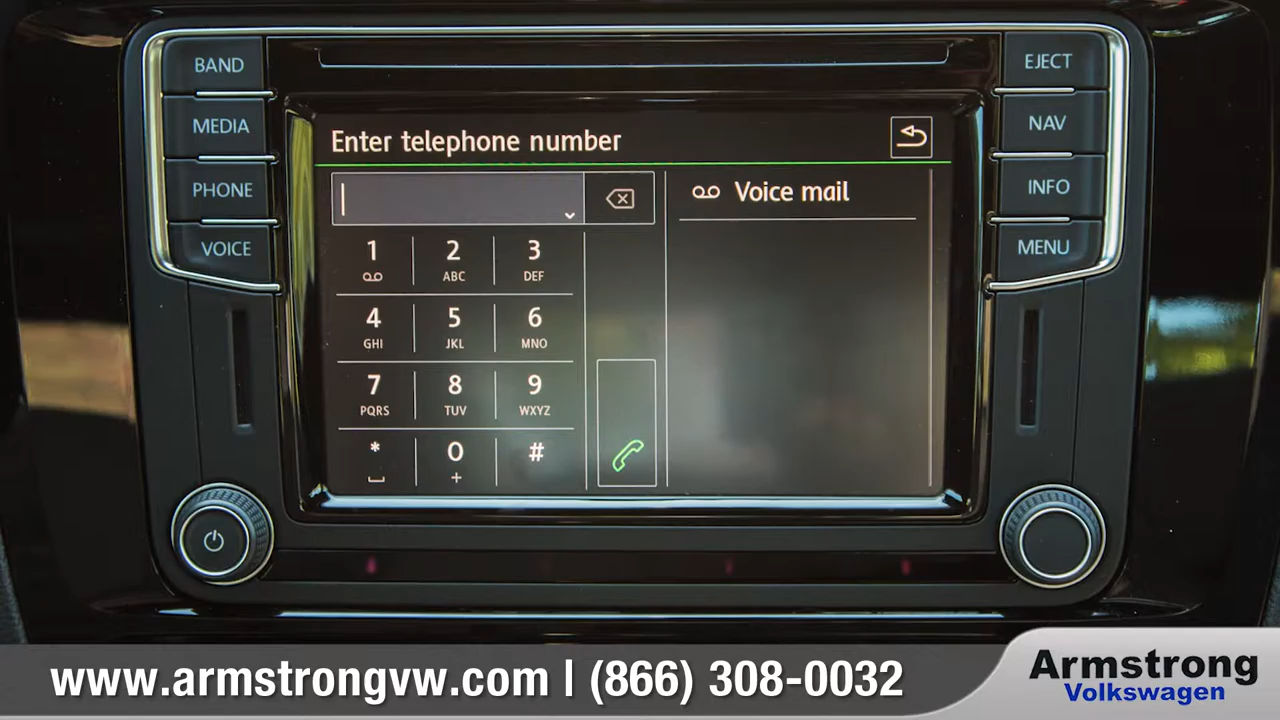 BAND
MEDIA
PHONE
VOICE
EJECT
NAV
INFO
MENU
Enter telephone number
Voice mail
1 2 ABC 3 DEF
4 GHI 5 JKL 6 MNO
7 PQRS 8 TUV 9 WXYZ
* 0 + #
www.armstrongvw.com | (866) 308-0032
Armstrong
Volkswagen